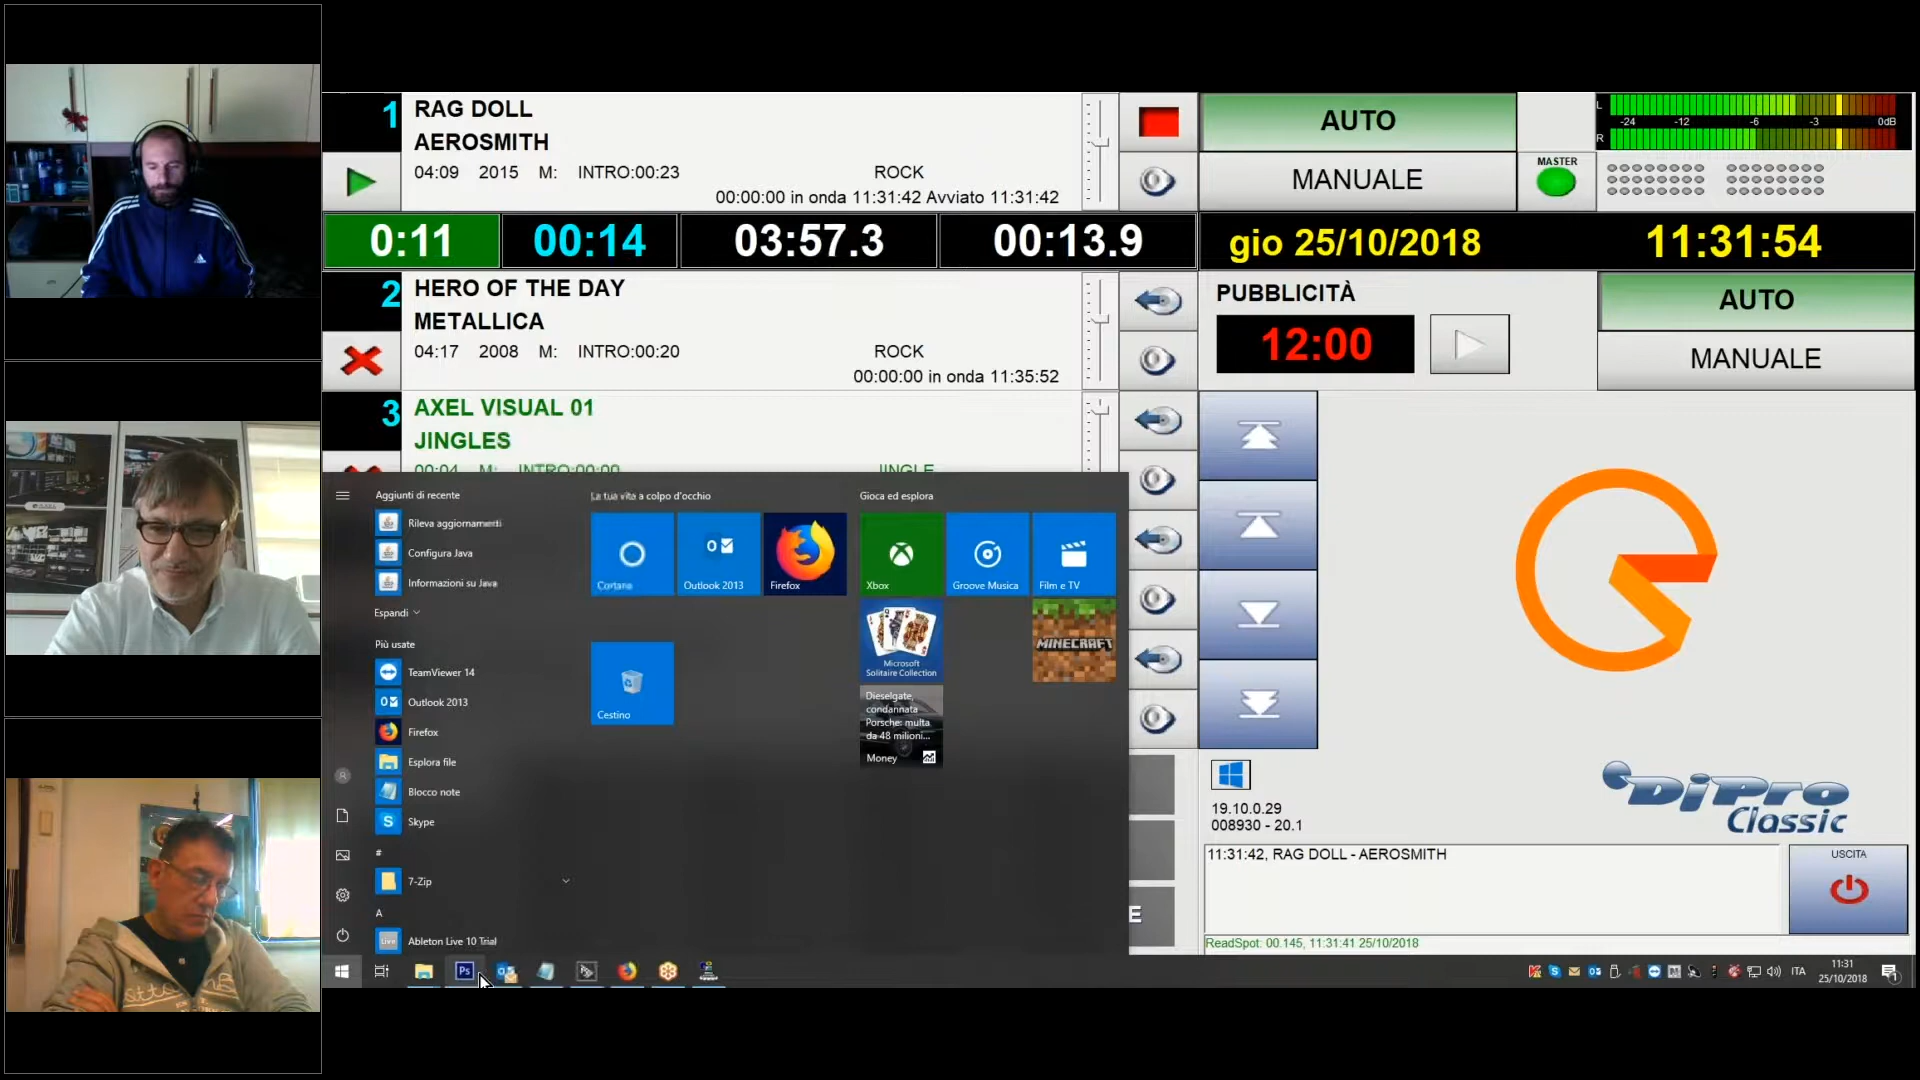 1
RAG DOLL
AEROSMITH
04:09 2015 M: INTRO:00:23 ROCK
00:00:00 in onda 11:31:42 Avviato 11:31:42
AUTO
MANUALE
MASTER
L
-24 -12 -6 -3 0dB
R
0:11 00:14 03:57.3 00:13.9 gio 25/10/2018 11:31:54
2
HERO OF THE DAY
METALLICA
04:17 2008 M: INTRO:00:20 ROCK
00:00:00 in onda 11:35:52
PUBBLICITÀ
12:00
AUTO
MANUALE
3
AXEL VISUAL 01
JINGLES
00:04 M: INTRO:00:00 JINGLE
Aggiunti di recente
Rileva aggiornamenti
Configura Java
Informazioni su Java
Espandi
Più usate
TeamViewer 14
Outlook 2013
Firefox
Esplora file
Blocco note
Skype
#
7-Zip
A
Ableton Live 10 Trial
La tua vita a colpo d'occhio
Cortana
Outlook 2013
Firefox
Cestino
Gioca ed esplora
Xbox
Groove Musica
Film e TV
Microsoft
Solitaire Collection
MINECRAFT
Dieselgate,
condannata
Porsche: multa
da 48 milioni...
Money
E
19.10.0.29
008930 - 20.1
DiPro
Classic
11:31:42, RAG DOLL - AEROSMITH
USCITA
ReadSpot: 00.145, 11:31:41 25/10/2018
Ps
ITA
11:31
25/10/2018
1